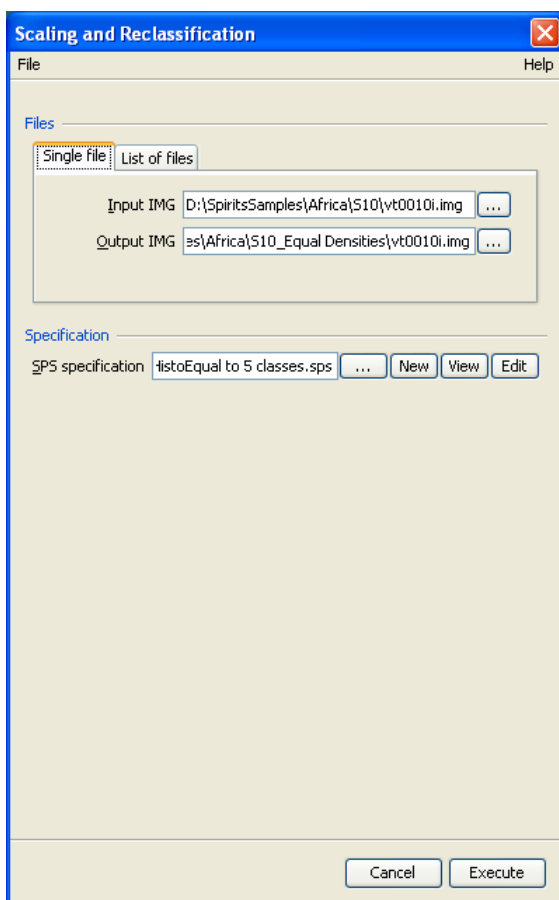 Scaling and Reclassification
File Help
Files
Single file List of files
Input IMG D:\SpiritsSamples\Africa\S10\vt0010i.img ...
Output IMG es\Africa\S10_Equal Densities\vt0010i.img ...
Specification
SPS specification HistoEqual to 5 classes.sps ... New View Edit
Cancel Execute